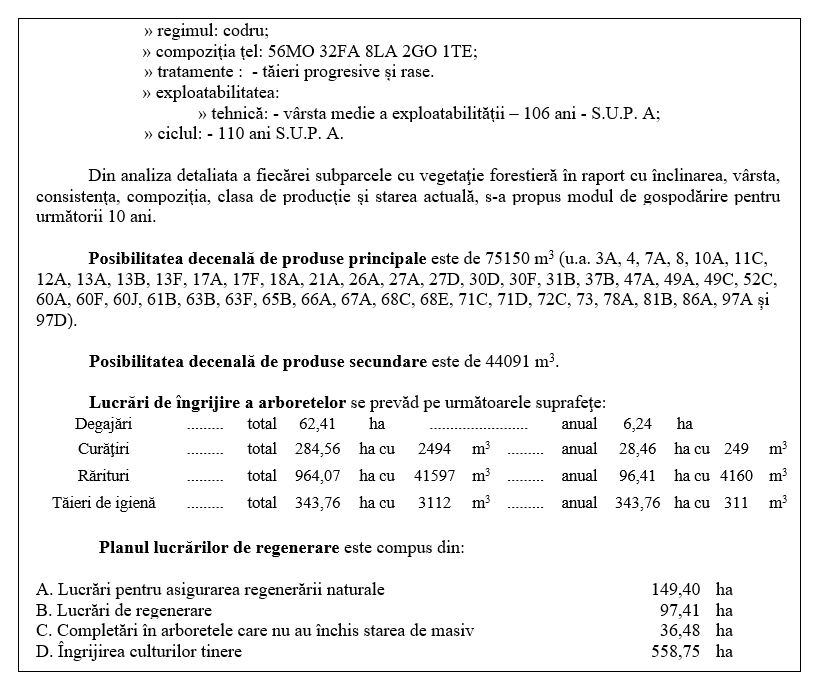 » regimul: codru;
» compoziția țel: 56MO 32FA 8LA 2GO 1TE;
» tratamente :  - tăieri progresive și rase.
» exploatabilitatea:
» tehnică: - vârsta medie a exploatabilității – 106 ani - S.U.P. A;
» ciclul: - 110 ani S.U.P. A.
Din analiza detaliata a fiecărei subparcele cu vegetaţie forestieră în raport cu înclinarea, vârsta,
consistența, compoziția, clasa de producție și starea actuală, s-a propus modul de gospodărire pentru
următorii 10 ani.
Posibilitatea decenală de produse principale este de 75150 m³ (u.a. 3A, 4, 7A, 8, 10A, 11C,
12A, 13A, 13B, 13F, 17A, 17F, 18A, 21A, 26A, 27A, 27D, 30D, 30F, 31B, 37B, 47A, 49A, 49C, 52C,
60A, 60F, 60J, 61B, 63B, 63F, 65B, 66A, 67A, 68C, 68E, 71C, 71D, 72C, 73, 78A, 81B, 86A, 97A și
97D).
Posibilitatea decenală de produse secundare este de 44091 m³.
Lucrări de îngrijire a arboretelor se prevăd pe următoarele suprafeţe:
Degajări ......... total 62,41 ha ........................ anual 6,24 ha
Curăţiri ......... total 284,56 ha cu 2494 m³ ......... anual 28,46 ha cu 249 m³
Rărituri ......... total 964,07 ha cu 41597 m³ ......... anual 96,41 ha cu 4160 m³
Tăieri de igienă ......... total 343,76 ha cu 3112 m³ ......... anual 343,76 ha cu 311 m³
Planul lucrărilor de regenerare este compus din:
A. Lucrări pentru asigurarea regenerării naturale 149,40 ha
B. Lucrări de regenerare 97,41 ha
C. Completări în arboretele care nu au închis starea de masiv 36,48 ha
D. Îngrijirea culturilor tinere 558,75 ha